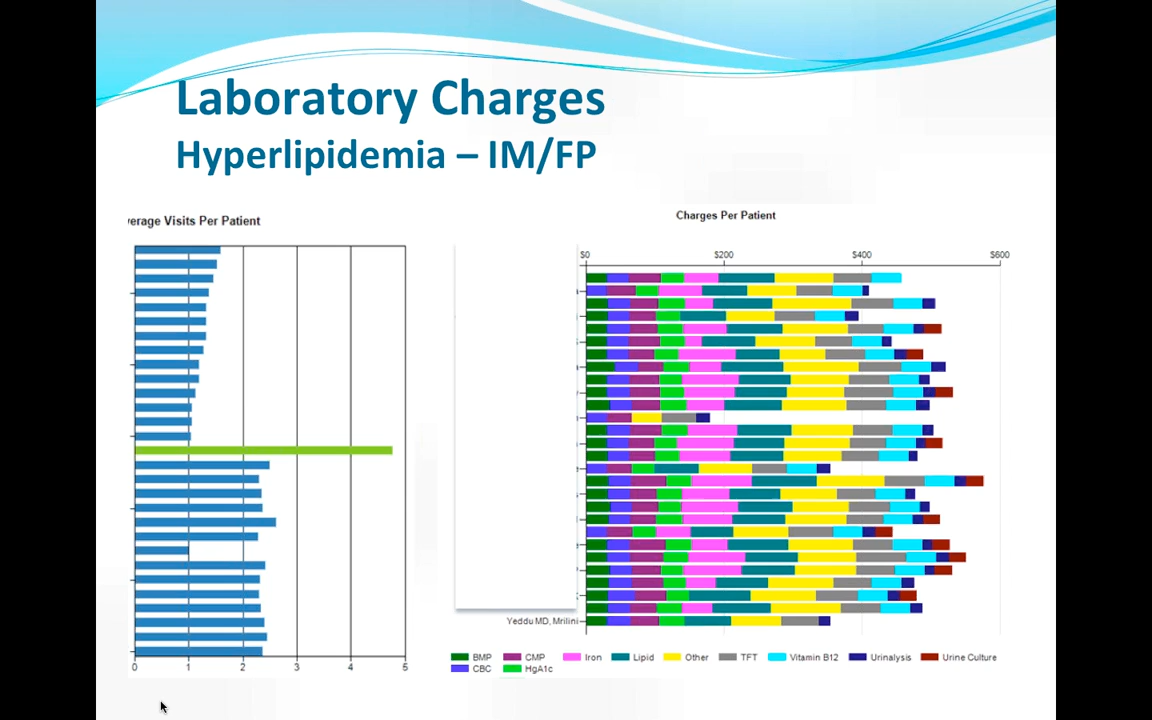 Laboratory Charges
Hyperlipidemia – IM/FP
verage Visits Per Patient
0 1 2 3 4 5
Charges Per Patient
$0 $200 $400 $600
Yeddu MD, Mrilini
BMP CMP Iron Lipid Other TFT Vitamin B12 Urinalysis Urine Culture
CBC HgA1c